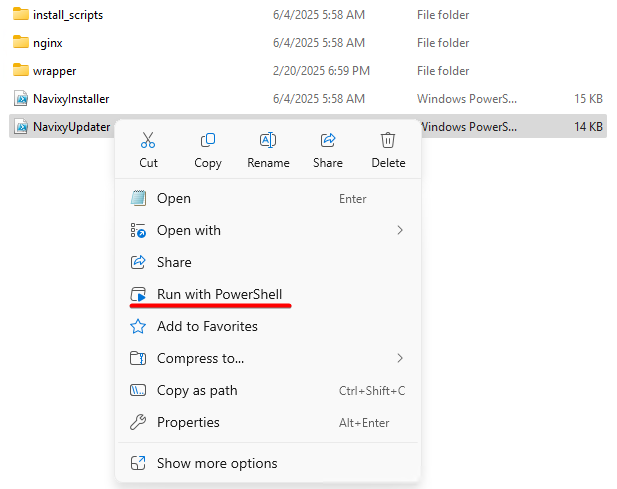 install_scripts 6/4/2025 5:58 AM File folder
nginx 6/4/2025 5:58 AM File folder
wrapper 2/20/2025 6:59 PM File folder
NavixyInstaller 6/4/2025 5:58 AM Windows PowerS... 15 KB
NavixyUpdater Windows PowerS... 14 KB
Cut Copy Rename Share Delete
Open Enter
Open with
Share
Run with PowerShell
Add to Favorites
Compress to...
Copy as path Ctrl+Shift+C
Properties Alt+Enter
Show more options